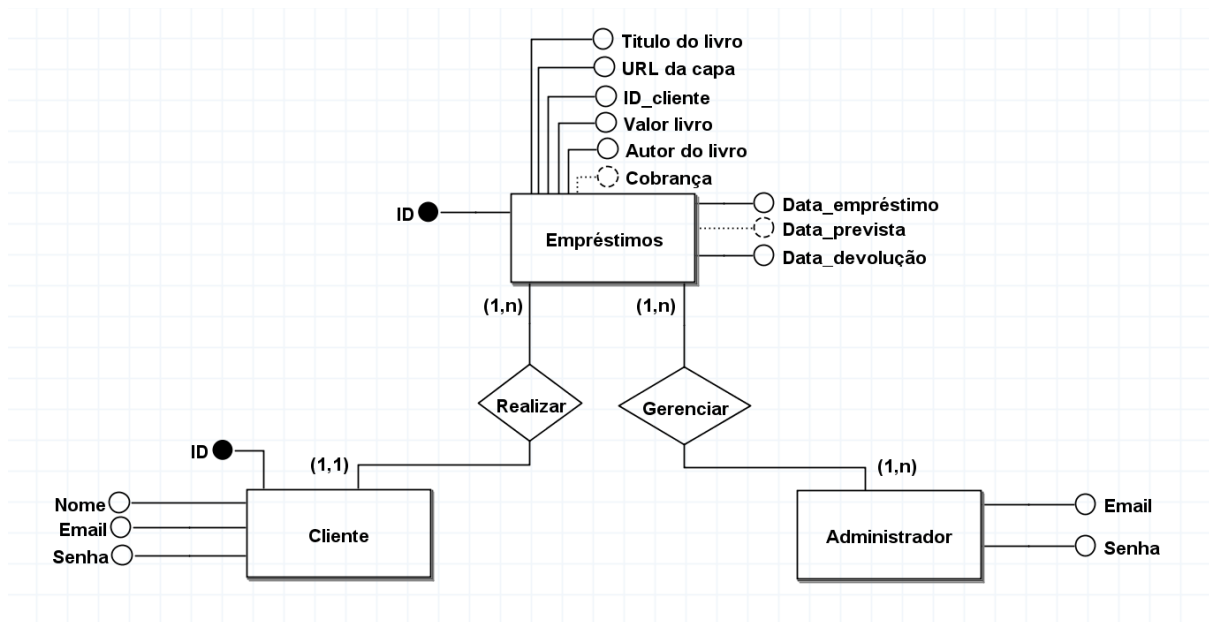 Titulo do livro
URL da capa
ID_cliente
Valor livro
Autor do livro
Cobrança
ID
Empréstimos
Data_empréstimo
Data_prevista
Data_devolução
(1,n)
(1,n)
Realizar
Gerenciar
ID
(1,1)
(1,n)
Nome
Email
Senha
Cliente
Administrador
Email
Senha